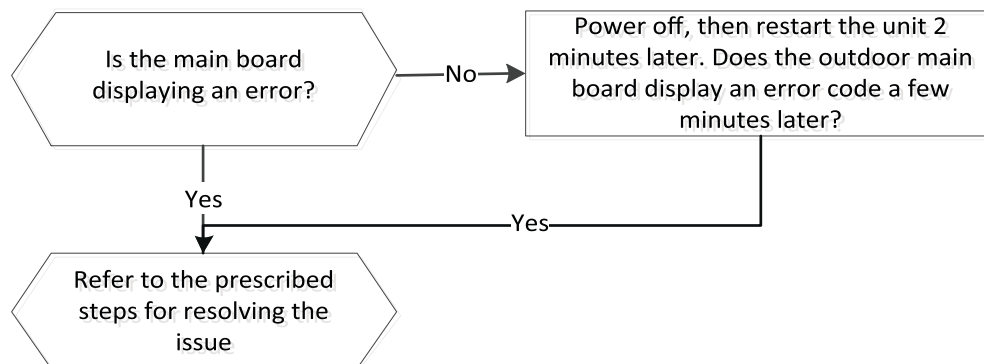 Is the main board
displaying an error?
No
Power off, then restart the unit 2
minutes later. Does the outdoor main
board display an error code a few
minutes later?
Yes
Yes
Refer to the prescribed
steps for resolving the
issue